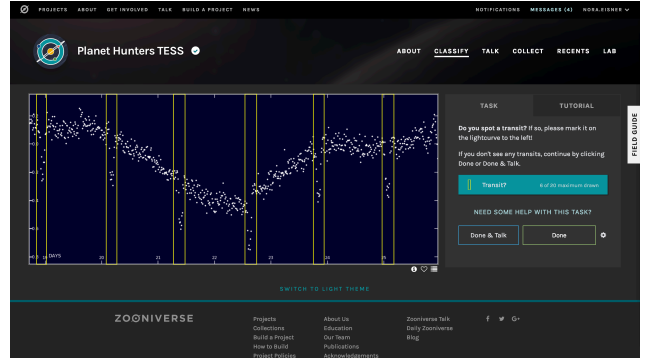 PROJECTS ABOUT GET INVOLVED TALK BUILD A PROJECT NEWS
NOTIFICATIONS MESSAGES (4) NORA.EISNER
Planet Hunters TESS
ABOUT CLASSIFY TALK COLLECT RECENTS LAB
TASK TUTORIAL
FIELD GUIDE
Do you spot a transit? If so, please mark it on
the lightcurve to the left!
If you don't see any transits, continue by clicking
Done or Done & Talk.
Transit? 6 of 20 maximum drawn
NEED SOME HELP WITH THIS TASK?
Done & Talk Done
DAYS 20 21 22 23 24 25
SWITCH TO LIGHT THEME
ZOONIVERSE
Projects About Us Zooniverse Talk
Collections Education Daily Zooniverse
Build a Project Our Team Blog
How to Build Publications
Project Policies Acknowledgements